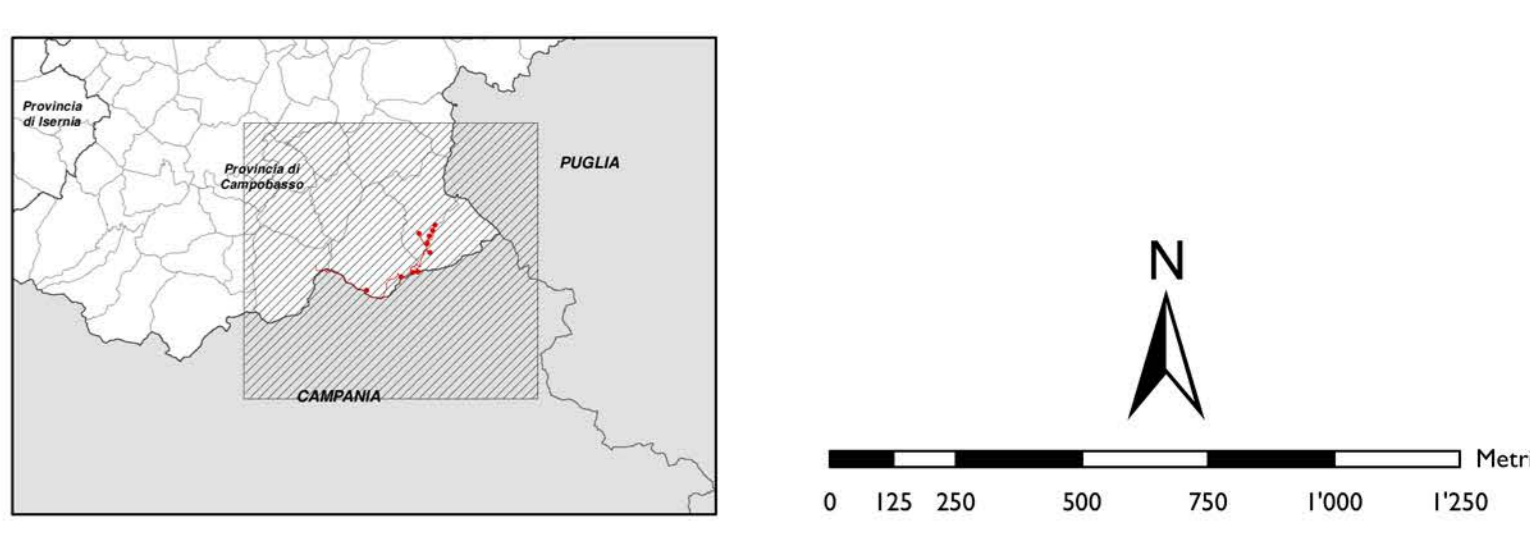 Provincia
di Isernia
Provincia di
Campobasso
PUGLIA
CAMPANIA
N
Metri
0 125 250 500 750 1'000 1'250